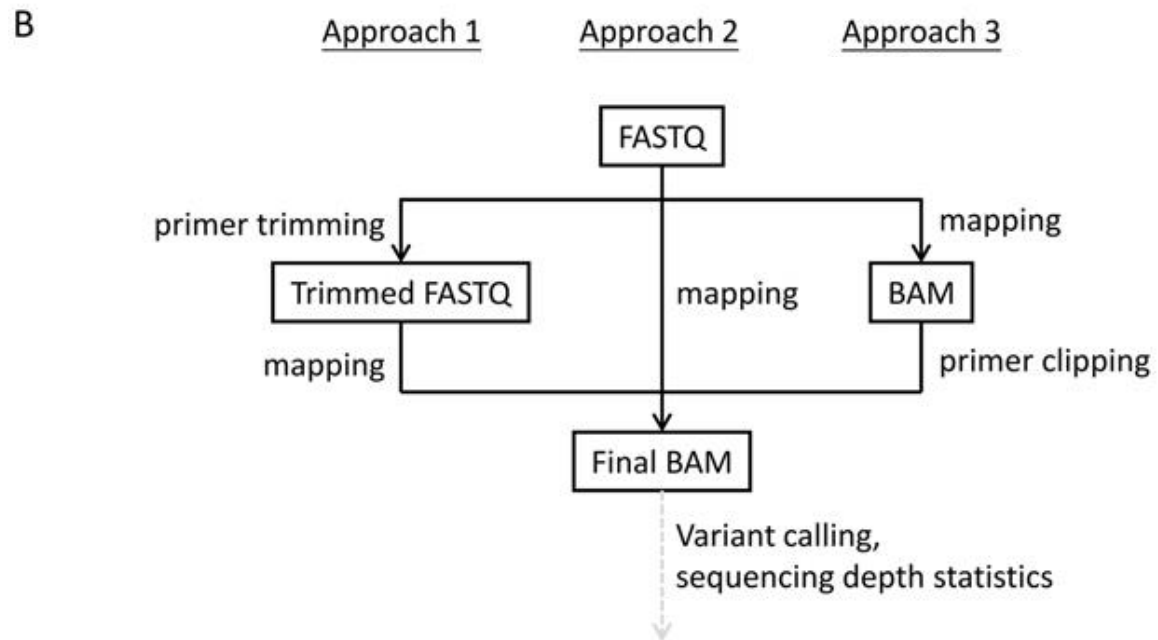 B
Approach 1 Approach 2 Approach 3
FASTQ
primer trimming
mapping
Trimmed FASTQ
mapping
BAM
mapping
primer clipping
Final BAM
Variant calling,
sequencing depth statistics